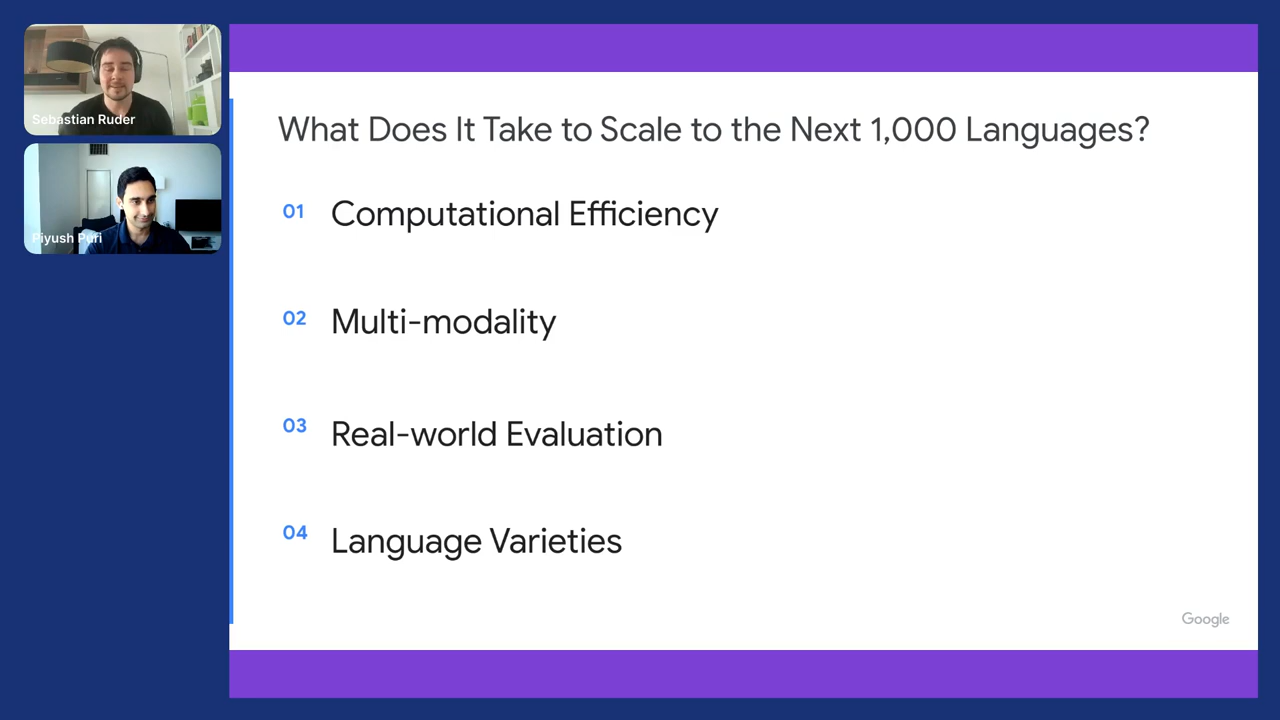 Sebastian Ruder
Piyush Puri
What Does It Take to Scale to the Next 1,000 Languages?
01 Computational Efficiency
02 Multi-modality
03 Real-world Evaluation
04 Language Varieties
Google